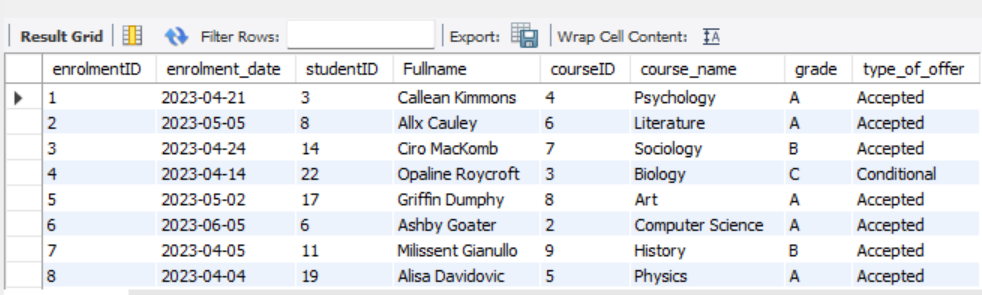 Result Grid Filter Rows: Export: Wrap Cell Content: IA
enrolmentID enrolment_date studentID Fullname courseID course_name grade type_of_offer
1 2023-04-21 3 Callean Kimmons 4 Psychology A Accepted
2 2023-05-05 8 Allx Cauley 6 Literature A Accepted
3 2023-04-24 14 Ciro MacKomb 7 Sociology B Accepted
4 2023-04-14 22 Opaline Roycroft 3 Biology C Conditional
5 2023-05-02 17 Griffin Dumphy 8 Art A Accepted
6 2023-06-05 6 Ashby Goater 2 Computer Science A Accepted
7 2023-04-05 11 Milissent Gianullo 9 History B Accepted
8 2023-04-04 19 Alisa Davidovic 5 Physics A Accepted